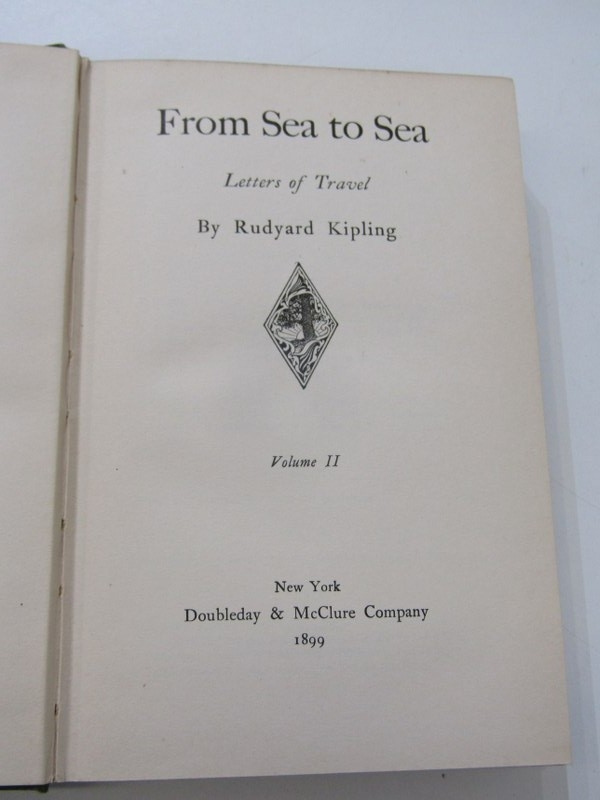 From Sea to Sea
Letters of Travel
By Rudyard Kipling
Volume II
New York
Doubleday & McClure Company
1899